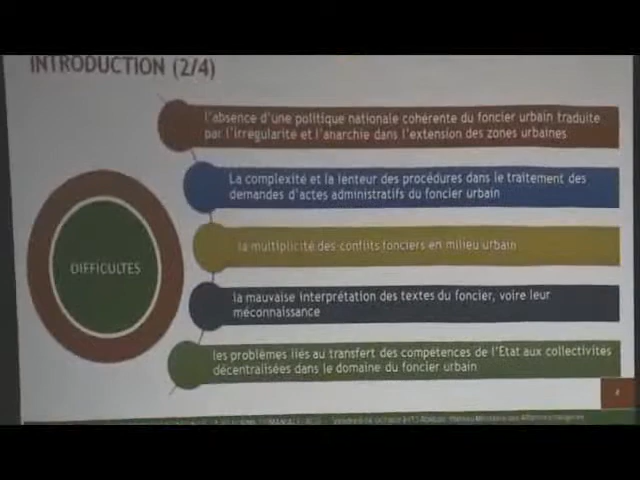 INTRODUCTION (2/4)
l'absence d'une politique nationale cohérente du foncier urbain traduite
par l'irregularité et l'anarchie dans l'extension des zones urbaines
La complexité et la lenteur des procédures dans le traitement des
demandes d'actes administratifs du foncier urbain
la multiplicité des conflits fonciers en milieu urbain
DIFFICULTES
la mauvaise interprétation des textes du foncier, voire leur
méconnaissance
les problèmes liés au transfert des compétences de l'Etat aux collectivités
décentralisées dans le domaine du foncier urbain